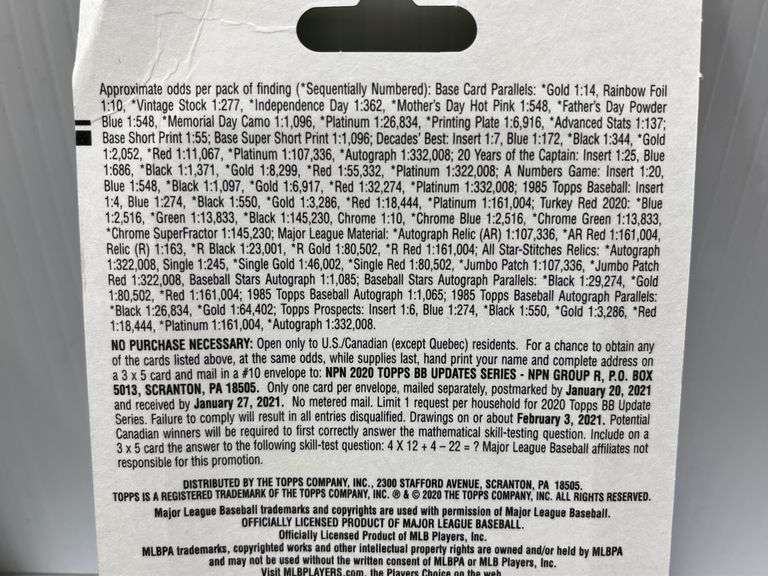 Approximate odds per pack of finding (*Sequentially Numbered): Base Card Parallels: *Gold 1:14, Rainbow Foil
1:10, *Vintage Stock 1:277, *Independence Day 1:362, *Mother's Day Hot Pink 1:548, *Father's Day Powder
Blue 1:548, *Memorial Day Camo 1:1,096, *Platinum 1:26,834, *Printing Plate 1:6,916, *Advanced Stats 1:137;
Base Short Print 1:55; Base Super Short Print 1:1,096; Decades' Best: Insert 1:7, Blue 1:172, *Black 1:344, *Gold
1:2,052, *Red 1:11,067, *Platinum 1:107,336, *Autograph 1:332,008; 20 Years of the Captain: Insert 1:25, Blue
1:686, *Black 1:1,371, *Gold 1:8,299, *Red 1:55,332, *Platinum 1:322,008; A Numbers Game: Insert 1:20,
Blue 1:548, *Black 1:1,097, *Gold 1:6,917, *Red 1:32,274, *Platinum 1:332,008; 1985 Topps Baseball: Insert
1:4, Blue 1:274, *Black 1:550, *Gold 1:3,286, *Red 1:18,444, *Platinum 1:161,004; Turkey Red 2020: *Blue
1:2,516, *Green 1:13,833, *Black 1:145,230, Chrome 1:10, *Chrome Blue 1:2,516, *Chrome Green 1:13,833,
*Chrome SuperFractor 1:145,230; Major League Material: *Autograph Relic (AR) 1:107,336, *AR Red 1:161,004,
Relic (R) 1:163, *R Black 1:23,001, *R Gold 1:80,502, *R Red 1:161,004; All Star-Stitches Relics: *Autograph
1:322,008, Single 1:245, *Single Gold 1:46,002, *Single Red 1:80,502, *Jumbo Patch 1:107,336, *Jumbo Patch
Red 1:322,008, Baseball Stars Autograph 1:1,085; Baseball Stars Autograph Parallels: *Black 1:29,274, *Gold
1:80,502, *Red 1:161,004; 1985 Topps Baseball Autograph 1:1,065; 1985 Topps Baseball Autograph Parallels:
*Black 1:26,834, *Gold 1:64,402; Topps Prospects: Insert 1:6, Blue 1:274, *Black 1:550, *Gold 1:3,286, *Red
1:18,444, *Platinum 1:161,004, *Autograph 1:332,008.
NO PURCHASE NECESSARY: Open only to U.S./Canadian (except Quebec) residents. For a chance to obtain any
of the cards listed above, at the same odds, while supplies last, hand print your name and complete address on
a 3 x 5 card and mail in a #10 envelope to: NPN 2020 TOPPS BB UPDATES SERIES - NPN GROUP R, P.O. BOX
5013, SCRANTON, PA 18505. Only one card per envelope, mailed separately, postmarked by January 20, 2021
and received by January 27, 2021. No metered mail. Limit 1 request per household for 2020 Topps BB Update
Series. Failure to comply will result in all entries disqualified. Drawings on or about February 3, 2021. Potential
Canadian winners will be required to first correctly answer the mathematical skill-testing question. Include on a
3 x 5 card the answer to the following skill-test question: 4 X 12 + 4 – 22 = ? Major League Baseball affiliates not
responsible for this promotion.
DISTRIBUTED BY THE TOPPS COMPANY, INC., 2300 STAFFORD AVENUE, SCRANTON, PA 18505.
TOPPS IS A REGISTERED TRADEMARK OF THE TOPPS COMPANY, INC. ® & © 2020 THE TOPPS COMPANY, INC. ALL RIGHTS RESERVED.
Major League Baseball trademarks and copyrights are used with permission of Major League Baseball.
OFFICIALLY LICENSED PRODUCT OF MAJOR LEAGUE BASEBALL.
Officially Licensed Product of MLB Players, Inc.
MLBPA trademarks, copyrighted works and other intellectual property rights are owned and/or held by MLBPA
and may not be used without the written consent of MLBPA or MLB Players, Inc.
Visit MLBPLAYERS.com, the Players Choice on the web.